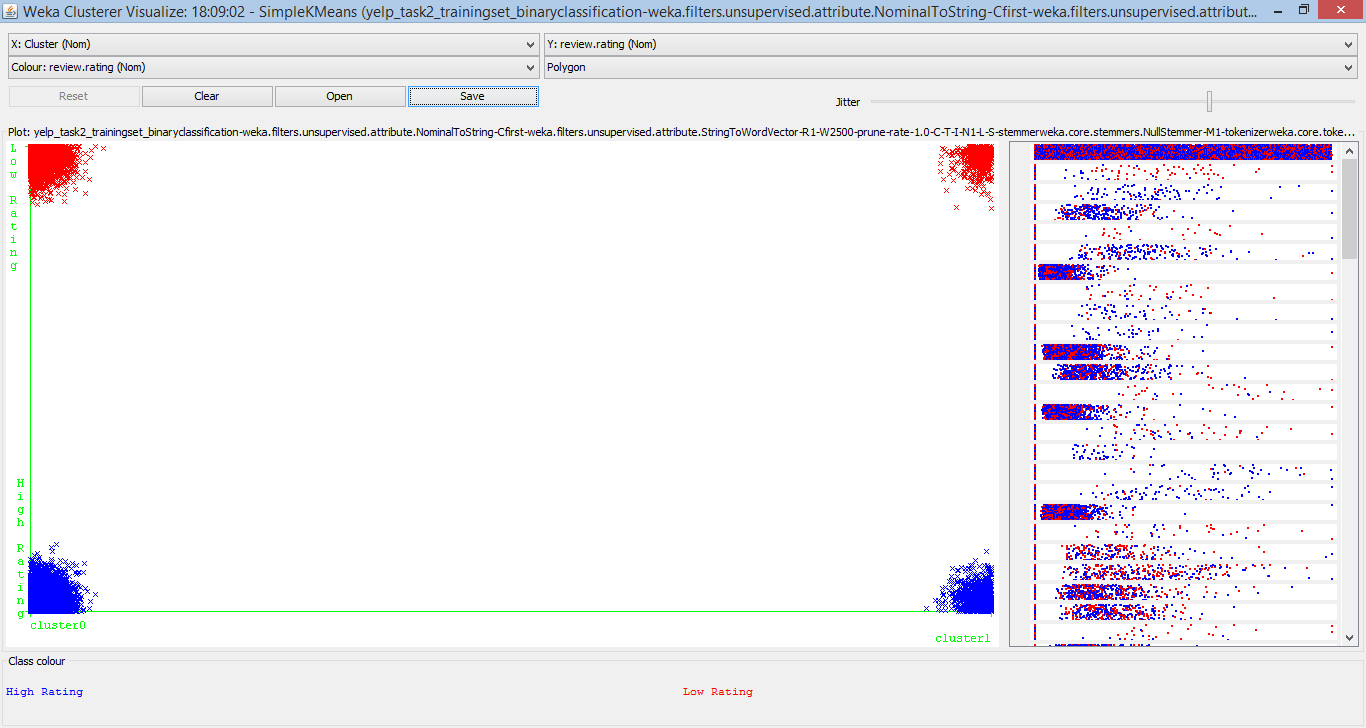 Weka Clusterer Visualize: 18:09:02 - SimpleKMeans (yelp_task2_trainingset_binaryclassification-weka.filters.unsupervised.attribute.NominalToString-Cfirst-weka.filters.unsupervised.attribut...
X: Cluster (Nom)
Y: review.rating (Nom)
Colour: review.rating (Nom)
Polygon
Reset
Clear
Open
Save
Jitter
Plot: yelp_task2_trainingset_binaryclassification-weka.filters.unsupervised.attribute.NominalToString-Cfirst-weka.filters.unsupervised.attribute.StringToWordVector-R1-W2500-prune-rate-1.0-C-T-I-N1-L-S-stemmerweka.core.stemmers.NullStemmer-M1-tokenizerweka.core.toke...
Low Rating
High Rating
cluster0
cluster1
Class colour
High Rating
Low Rating